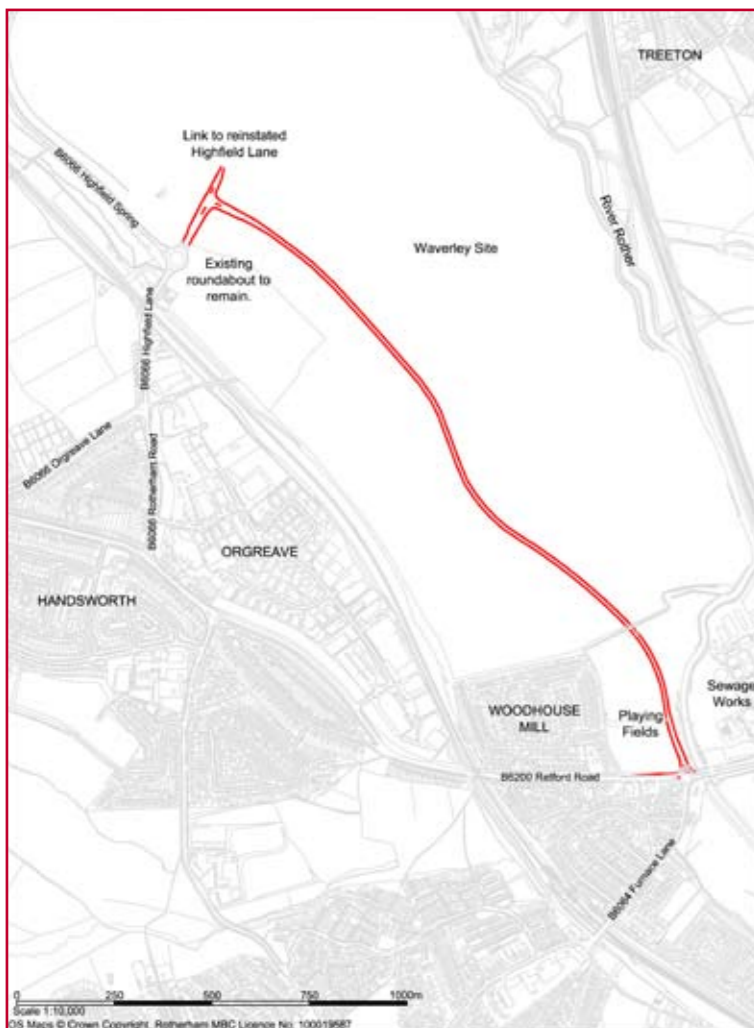 TREETON
Link to reinstated
Highfield Lane
B6066 Highfield Spring
River Rother
Waverley Site
Existing
roundabout to
remain.
B6066 Highfield Lane
B6066 Orgreave Lane
B6066 Rotherham Road
ORGREAVE
HANDSWORTH
Sewage
Works
WOODHOUSE
MILL
Playing
Fields
B6200 Retford Road
B6064 Furnace Lane
0 250 500 750 1000m
Scale 1:10,000
OS Maps © Crown Copyright. Rotherham MBC Licence No. 100019587